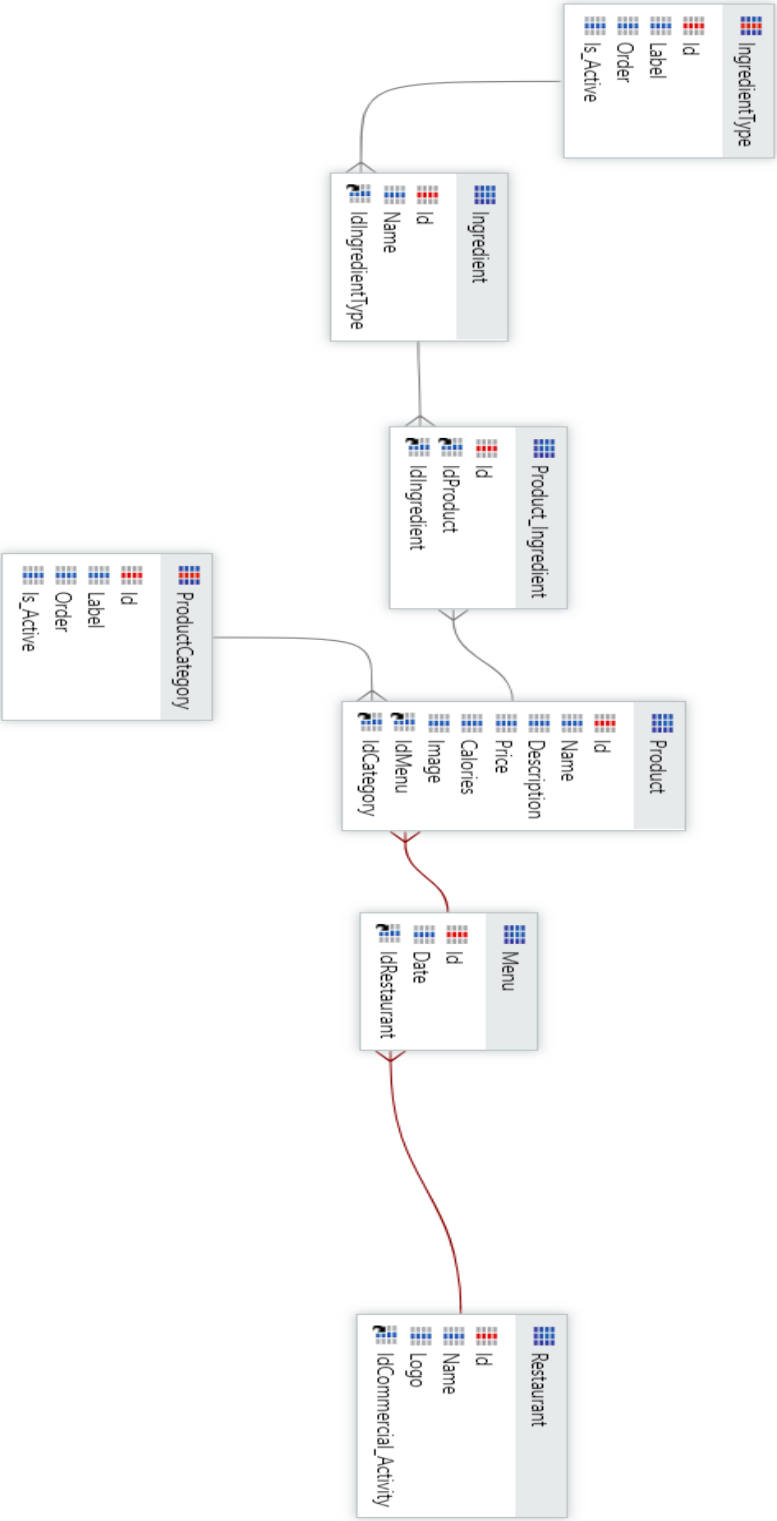 IngredientType
Id
Label
Order
Is_Active
Ingredient
Id
Name
IdIngredientType
Product_Ingredient
Id
IdProduct
IdIngredient
ProductCategory
Id
Label
Order
Is_Active
Product
Id
Name
Description
Price
Calories
Image
IdMenu
IdCategory
Menu
Id
Date
IdRestaurant
Restaurant
Id
Name
Logo
IdCommercial_Activity